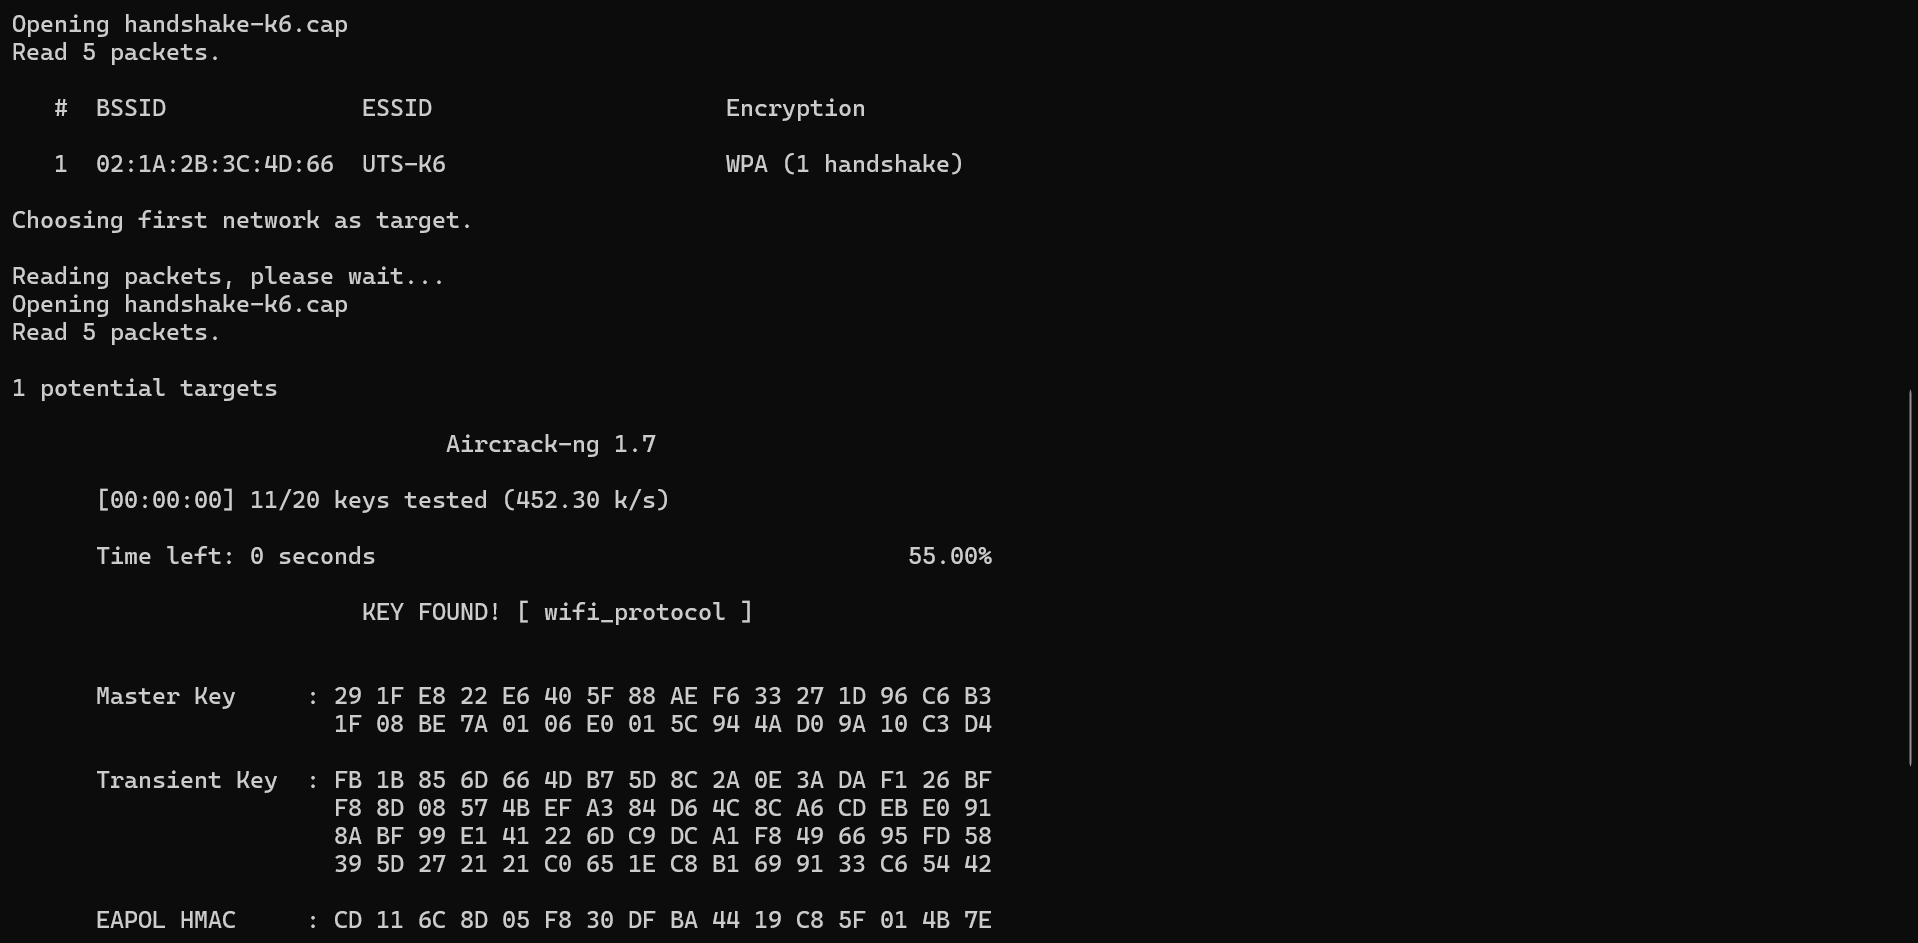 Opening handshake-k6.cap
Read 5 packets.
#  BSSID              ESSID                     Encryption
1  02:1A:2B:3C:4D:66  UTS-K6                    WPA (1 handshake)
Choosing first network as target.
Reading packets, please wait...
Opening handshake-k6.cap
Read 5 packets.
1 potential targets
Aircrack-ng 1.7
[00:00:00] 11/20 keys tested (452.30 k/s)
Time left: 0 seconds                                      55.00%
KEY FOUND! [ wifi_protocol ]
Master Key     : 29 1F E8 22 E6 40 5F 88 AE F6 33 27 1D 96 C6 B3
1F 08 BE 7A 01 06 E0 01 5C 94 4A D0 9A 10 C3 D4
Transient Key  : FB 1B 85 6D 66 4D B7 5D 8C 2A 0E 3A DA F1 26 BF
F8 8D 08 57 4B EF A3 84 D6 4C 8C A6 CD EB E0 91
8A BF 99 E1 41 22 6D C9 DC A1 F8 49 66 95 FD 58
39 5D 27 21 21 C0 65 1E C8 B1 69 91 33 C6 54 42
EAPOL HMAC     : CD 11 6C 8D 05 F8 30 DF BA 44 19 C8 5F 01 4B 7E